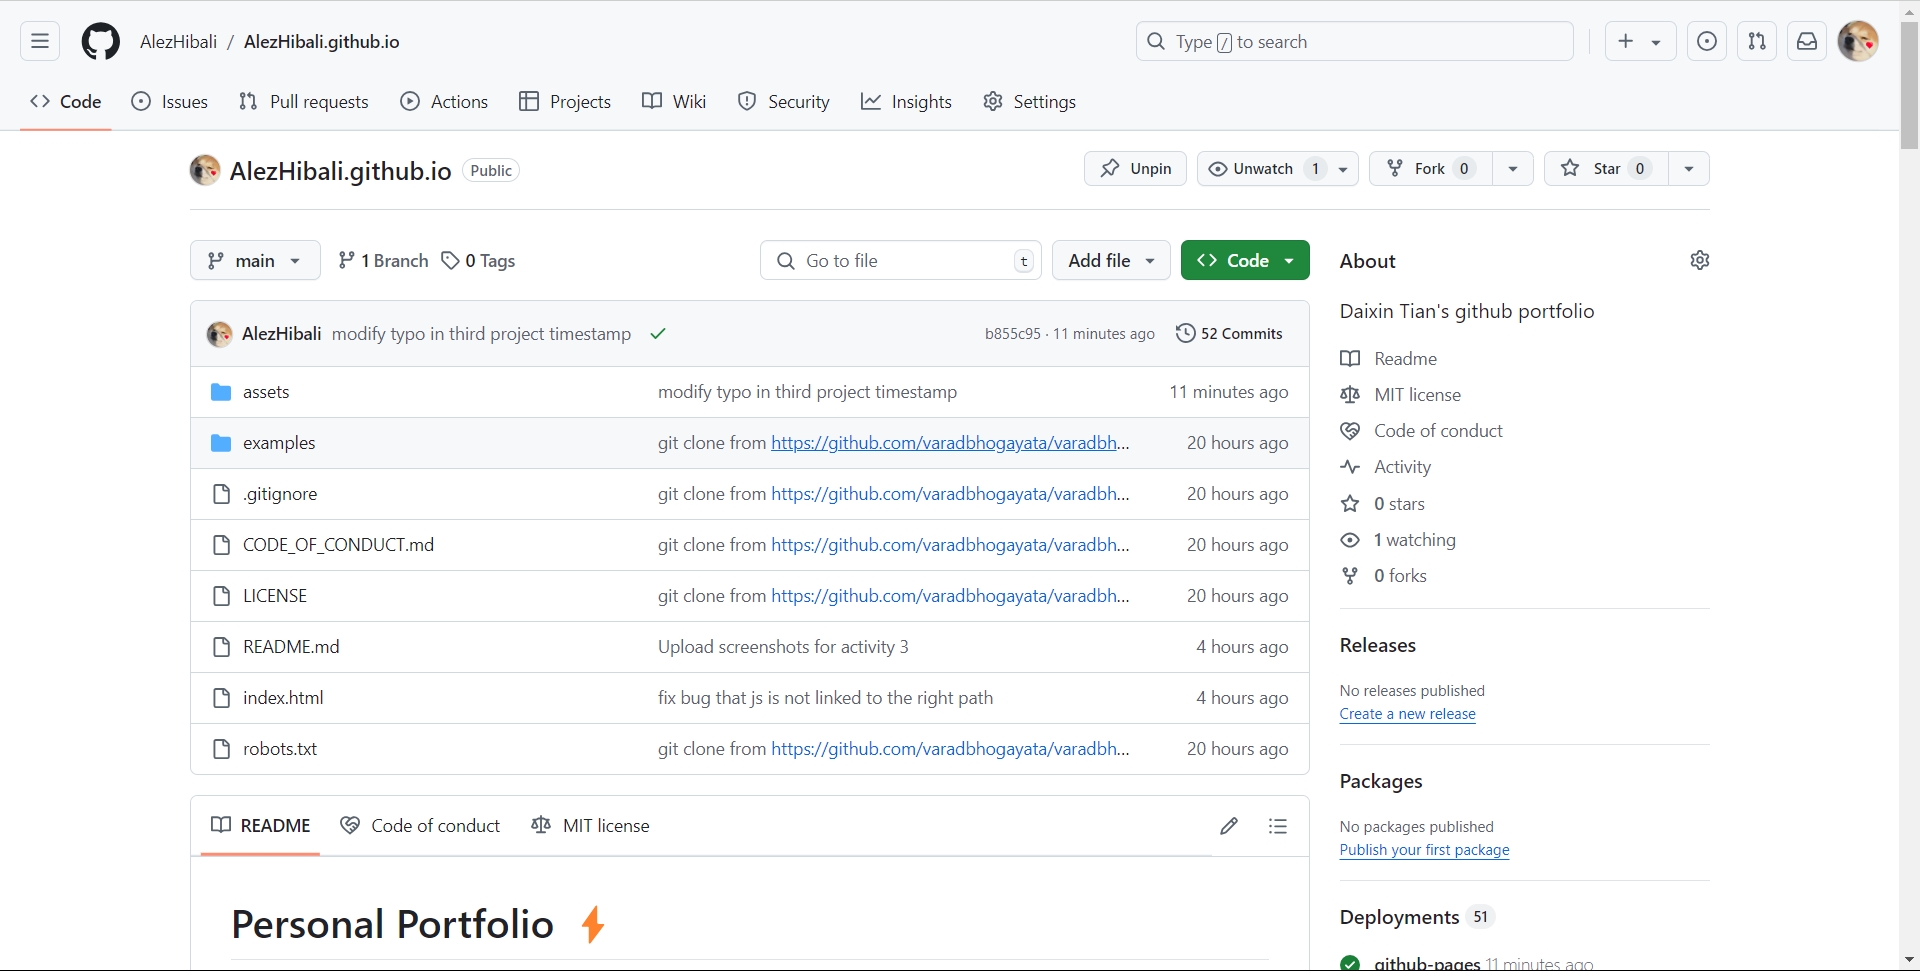 AlezHibali / AlezHibali.github.io
Type / to search
Code Issues Pull requests Actions Projects Wiki Security Insights Settings
AlezHibali.github.io Public
Unpin Unwatch 1 Fork 0 Star 0
main 1 Branch 0 Tags Go to file t Add file Code
AlezHibali modify typo in third project timestamp b855c95 · 11 minutes ago 52 Commits
assets modify typo in third project timestamp 11 minutes ago
examples git clone from https://github.com/varadbhogayata/varadbh... 20 hours ago
.gitignore git clone from https://github.com/varadbhogayata/varadbh... 20 hours ago
CODE_OF_CONDUCT.md git clone from https://github.com/varadbhogayata/varadbh... 20 hours ago
LICENSE git clone from https://github.com/varadbhogayata/varadbh... 20 hours ago
README.md Upload screenshots for activity 3 4 hours ago
index.html fix bug that js is not linked to the right path 4 hours ago
robots.txt git clone from https://github.com/varadbhogayata/varadbh... 20 hours ago
README Code of conduct MIT license
Personal Portfolio
About
Daixin Tian's github portfolio
Readme
MIT license
Code of conduct
Activity
0 stars
1 watching
0 forks
Releases
No releases published
Create a new release
Packages
No packages published
Publish your first package
Deployments 51
github-pages 11 minutes ago